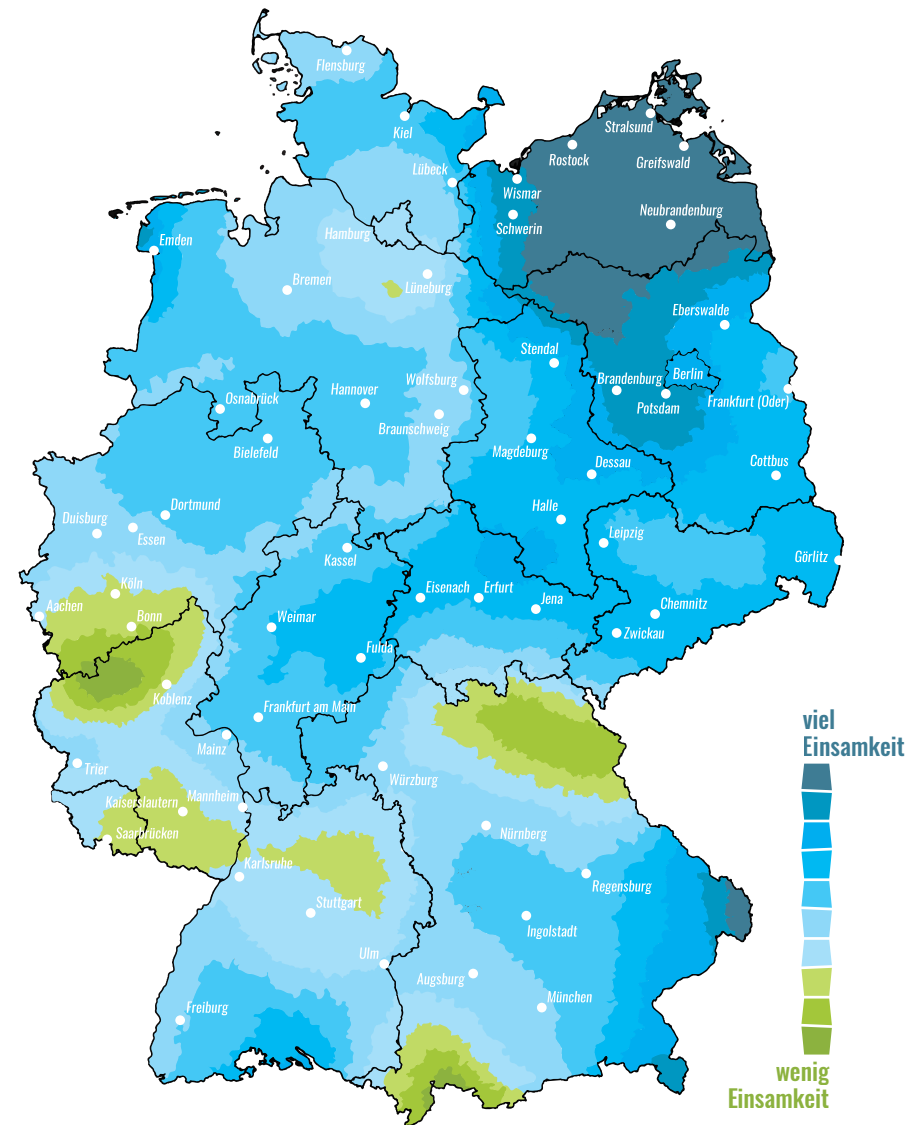 Flensburg
Kiel
Stralsund
Rostock
Greifswald
Lübeck
Wismar
Schwerin
Neubrandenburg
Emden
Hamburg
Bremen
Lüneburg
Eberswalde
Stendal
Wolfsburg
Brandenburg
Berlin
Hannover
Osnabrück
Potsdam
Frankfurt (Oder)
Braunschweig
Bielefeld
Magdeburg
Dessau
Cottbus
Dortmund
Halle
Duisburg
Essen
Leipzig
Kassel
Görlitz
Köln
Eisenach
Erfurt
Jena
Aachen
Bonn
Weimar
Chemnitz
Zwickau
Fulda
Koblenz
Frankfurt am Main
Mainz
viel
Einsamkeit
Trier
Würzburg
Kaiserslautern
Mannheim
Saarbrücken
Nürnberg
Karlsruhe
Regensburg
Stuttgart
Ingolstadt
Ulm
Augsburg
München
Freiburg
wenig
Einsamkeit